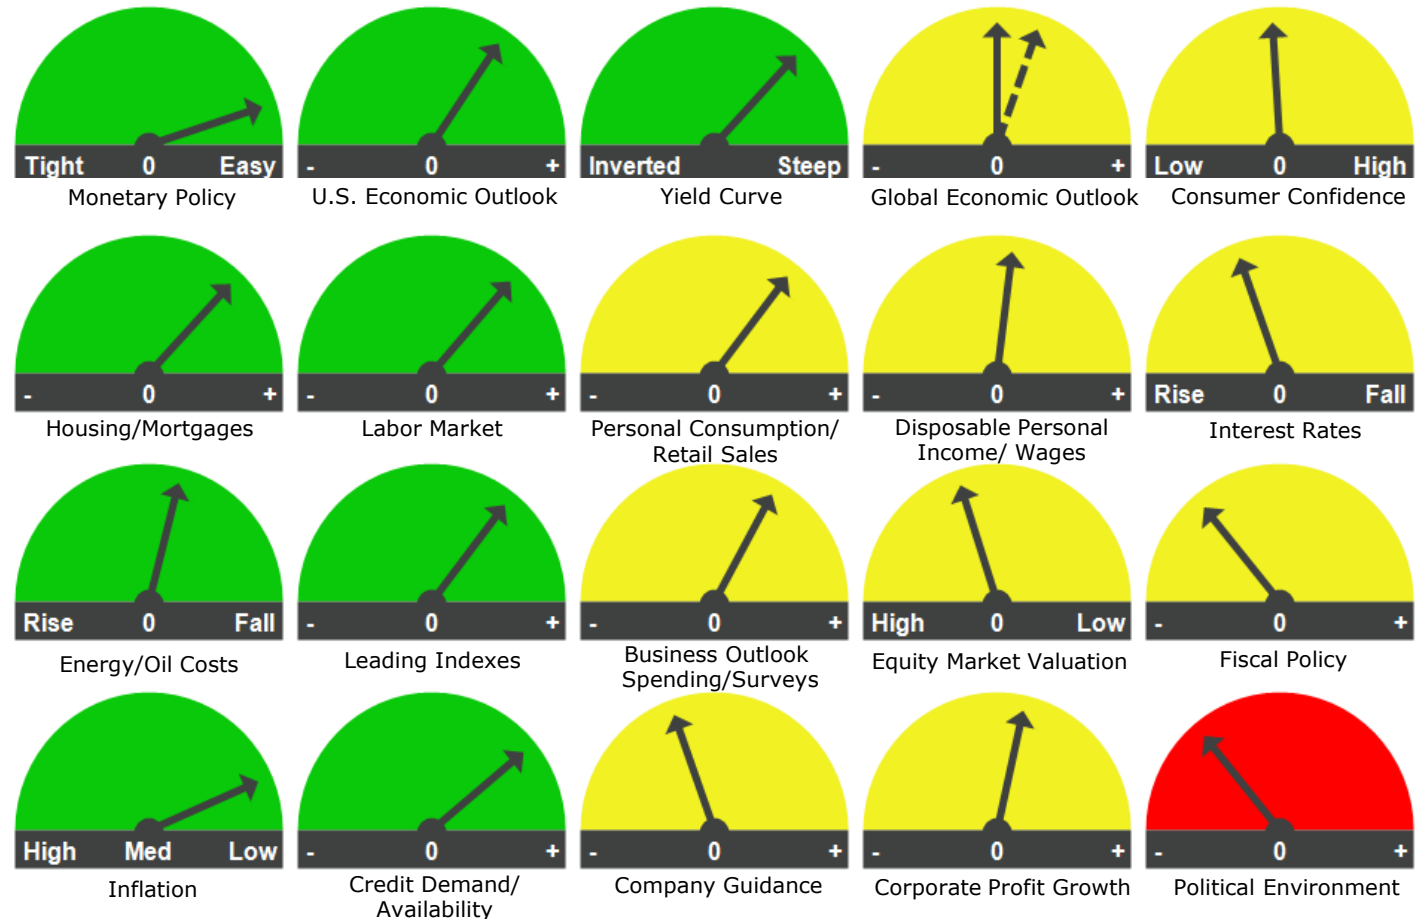 Tight 0 Easy
Monetary Policy
- 0 +
U.S. Economic Outlook
Inverted 0 Steep
Yield Curve
- 0 +
Global Economic Outlook
Low 0 High
Consumer Confidence
- 0 +
Housing/Mortgages
- 0 +
Labor Market
- 0 +
Personal Consumption/
Retail Sales
- 0 +
Disposable Personal
Income/ Wages
Rise 0 Fall
Interest Rates
Rise 0 Fall
Energy/Oil Costs
- 0 +
Leading Indexes
- 0 +
Business Outlook
Spending/Surveys
High 0 Low
Equity Market Valuation
- 0 +
Fiscal Policy
High Med Low
Inflation
- 0 +
Credit Demand/
Availability
- 0 +
Company Guidance
- 0 +
Corporate Profit Growth
- 0 +
Political Environment